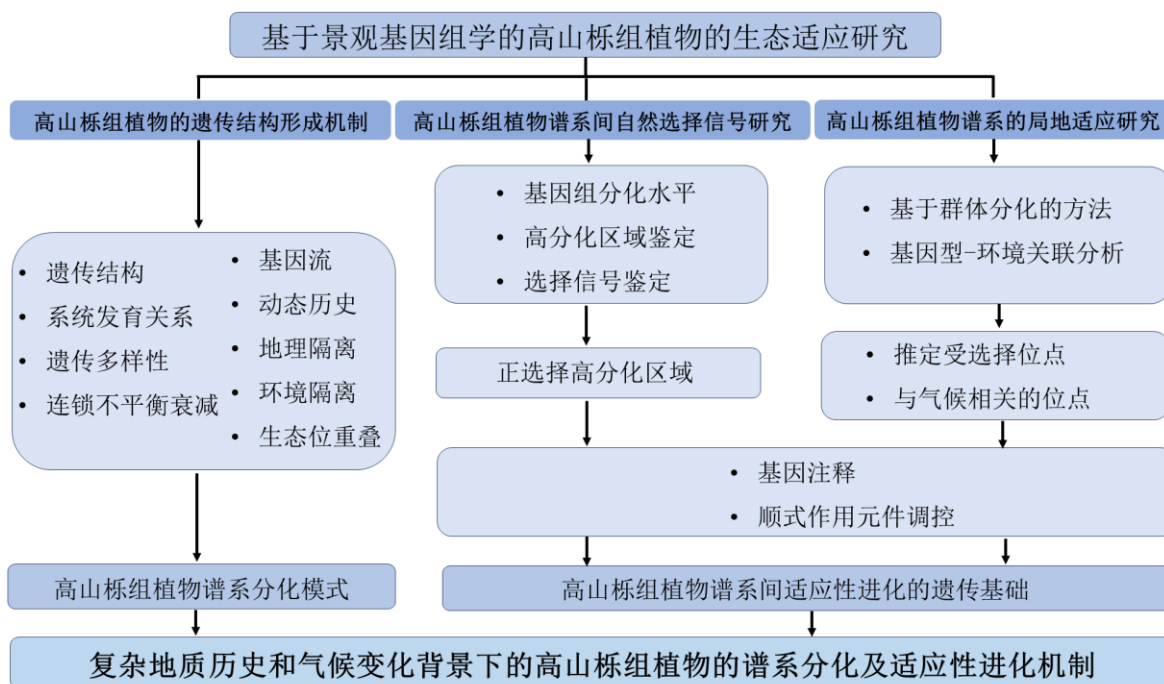 基于景观基因组学的高山栎组植物的生态适应研究
高山栎组植物的遗传结构形成机制
高山栎组植物谱系间自然选择信号研究
高山栎组植物谱系的局地适应研究
• 遗传结构
• 系统发育关系
• 遗传多样性
• 连锁不平衡衰减
• 基因流
• 动态历史
• 地理隔离
• 环境隔离
• 生态位重叠
• 基因组分化水平
• 高分化区域鉴定
• 选择信号鉴定
正选择高分化区域
• 基于群体分化的方法
• 基因型-环境关联分析
• 推定受选择位点
• 与气候相关的位点
• 基因注释
• 顺式作用元件调控
高山栎组植物谱系分化模式
高山栎组植物谱系间适应性进化的遗传基础
复杂地质历史和气候变化背景下的高山栎组植物的谱系分化及适应性进化机制